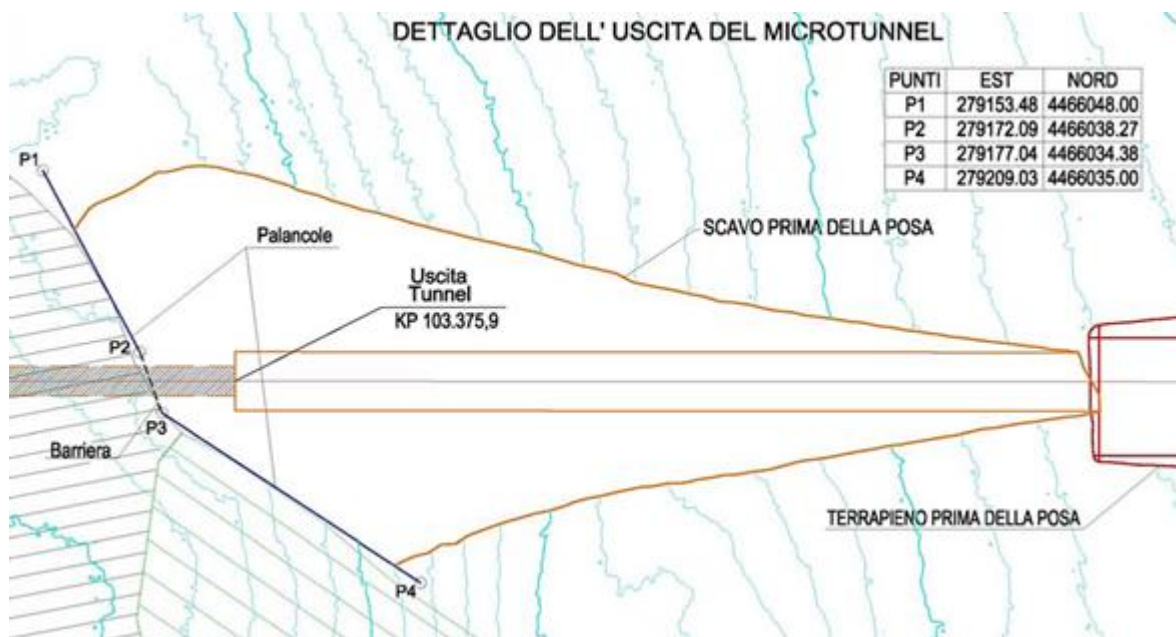 DETTAGLIO DELL' USCITA DEL MICROTUNNEL
PUNTI EST NORD
P1 279153.48 4466048.00
P2 279172.09 4466038.27
P3 279177.04 4466034.38
P4 279209.03 4466035.00
P1
SCAVO PRIMA DELLA POSA
Palancole
Uscita
Tunnel
KP 103.375,9
P2
P3
Barriera
TERRAPIENO PRIMA DELLA POSA
P4